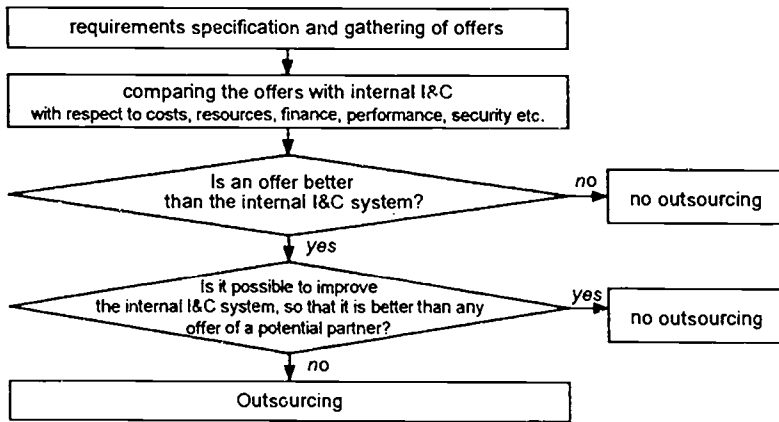 requirements specification and gathering of offers
comparing the offers with internal I&C
with respect to costs, resources, finance, performance, security etc.
Is an offer better
than the internal I&C system?
no
no outsourcing
yes
Is it possible to improve
the internal I&C system, so that it is better than any
offer of a potential partner?
yes
no outsourcing
no
Outsourcing